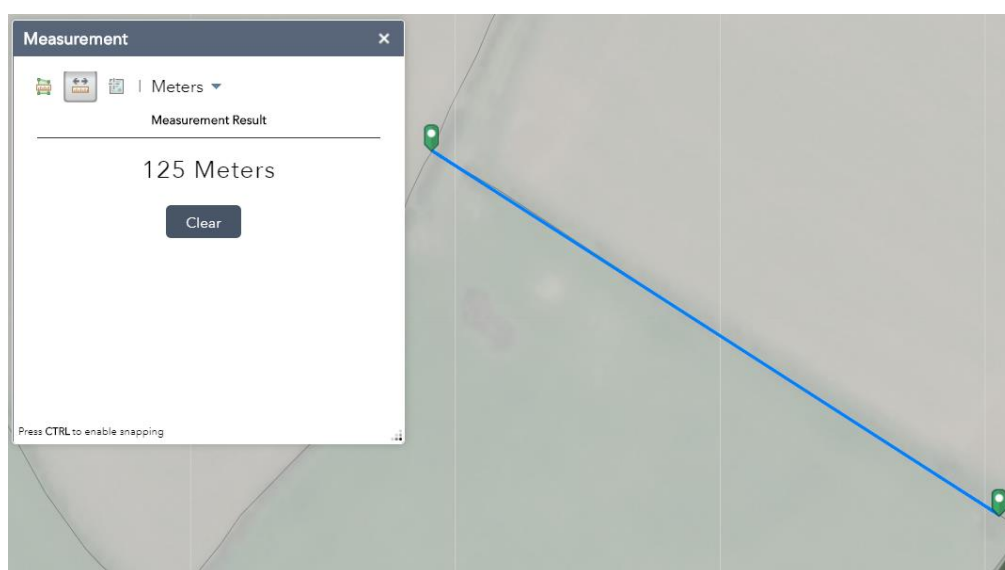 Measurement
Meters
Measurement Result
125 Meters
Clear
Press CTRL to enable snapping